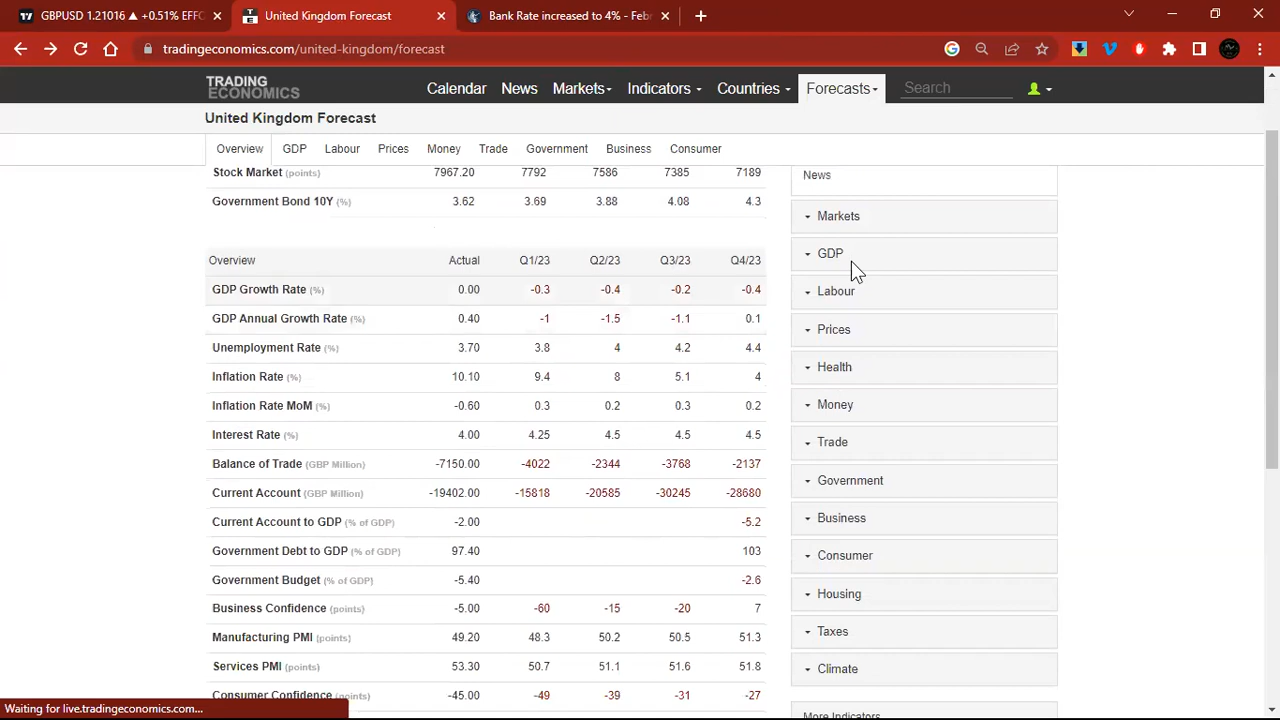 GBPUSD 1.21016 ▲ +0.51% EFFC
United Kingdom Forecast
Bank Rate increased to 4% - Febr
tradingeconomics.com/united-kingdom/forecast
TRADING ECONOMICS
Calendar News Markets Indicators Countries Forecasts Search
United Kingdom Forecast
Overview GDP Labour Prices Money Trade Government Business Consumer
Stock Market (points) 7967.20 7792 7586 7385 7189
Government Bond 10Y (%) 3.62 3.69 3.88 4.08 4.3
Overview Actual Q1/23 Q2/23 Q3/23 Q4/23
GDP Growth Rate (%) 0.00 -0.3 -0.4 -0.2 -0.4
GDP Annual Growth Rate (%) 0.40 -1 -1.5 -1.1 0.1
Unemployment Rate (%) 3.70 3.8 4 4.2 4.4
Inflation Rate (%) 10.10 9.4 8 5.1 4
Inflation Rate MoM (%) -0.60 0.3 0.2 0.3 0.2
Interest Rate (%) 4.00 4.25 4.5 4.5 4.5
Balance of Trade (GBP Million) -7150.00 -4022 -2344 -3768 -2137
Current Account (GBP Million) -19402.00 -15818 -20585 -30245 -28680
Current Account to GDP (% of GDP) -2.00 -5.2
Government Debt to GDP (% of GDP) 97.40 103
Government Budget (% of GDP) -5.40 -2.6
Business Confidence (points) -5.00 -60 -15 -20 7
Manufacturing PMI (points) 49.20 48.3 50.2 50.5 51.3
Services PMI (points) 53.30 50.7 51.1 51.6 51.8
Consumer Confidence (points) -45.00 -49 -39 -31 -27
News
Markets
GDP
Labour
Prices
Health
Money
Trade
Government
Business
Consumer
Housing
Taxes
Climate
More Indicators
Waiting for live.tradingeconomics.com...